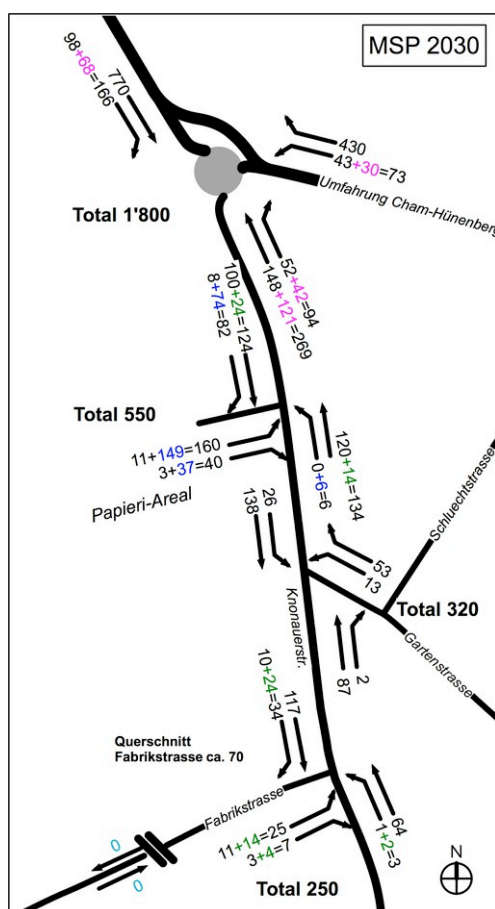 MSP 2030
98+68=166
770
430
43+30=73
Umfahrung Cham-Hünenberg
Total 1'800
52+42=94
148+121=269
100+24=124
8+74=82
Total 550
11+149=160
3+37=40
120+14=134
0+6=6
Papieri-Areal
26
138
Schluechtstrasse
53
13
Total 320
Knonauerstr.
Gartenstrasse
2
87
10+24=34
117
Querschnitt
Fabrikstrasse ca. 70
Fabrikstrasse
64
1+2=3
11+14=25
3+4=7
0
0
Total 250
N